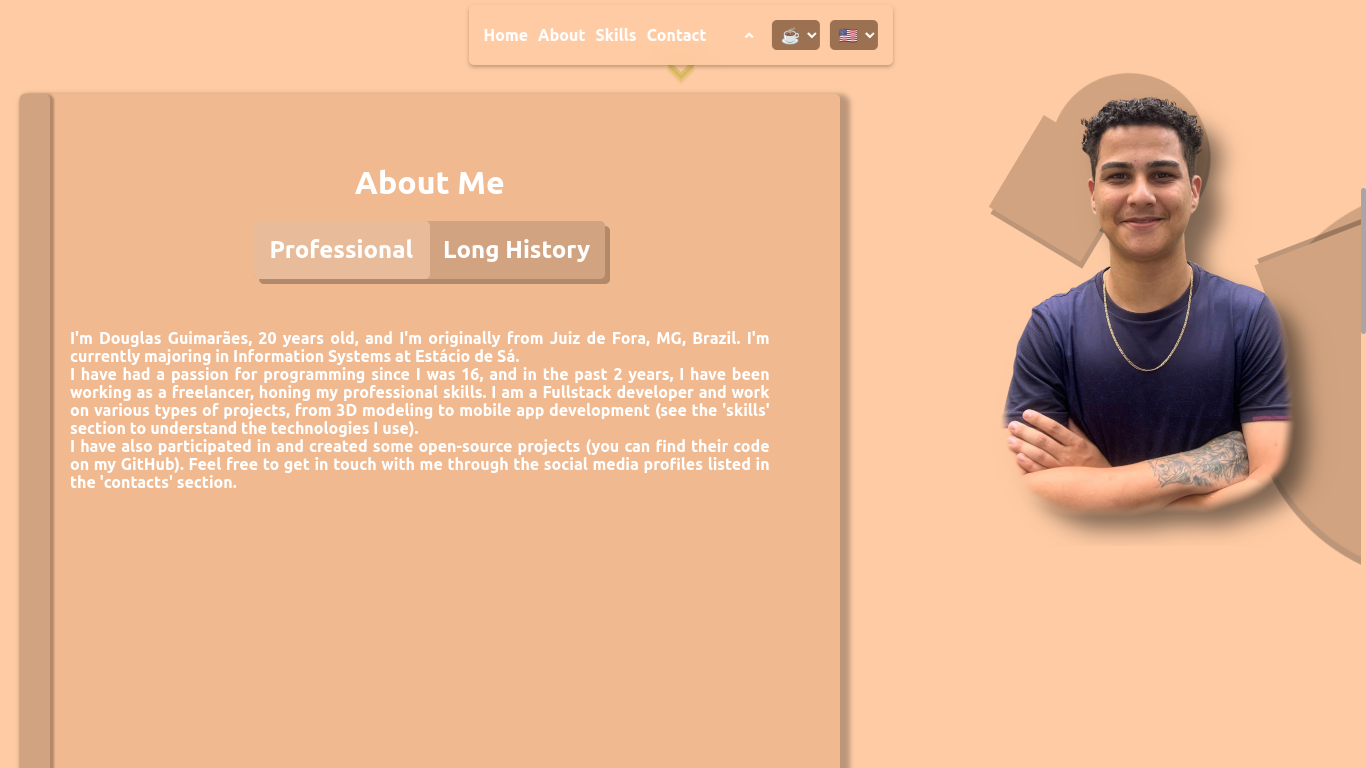 Home About Skills Contact
About Me
Professional Long History
I'm Douglas Guimarães, 20 years old, and I'm originally from Juiz de Fora, MG, Brazil. I'm
currently majoring in Information Systems at Estácio de Sá.
I have had a passion for programming since I was 16, and in the past 2 years, I have been
working as a freelancer, honing my professional skills. I am a Fullstack developer and work
on various types of projects, from 3D modeling to mobile app development (see the 'skills'
section to understand the technologies I use).
I have also participated in and created some open-source projects (you can find their code
on my GitHub). Feel free to get in touch with me through the social media profiles listed in
the 'contacts' section.